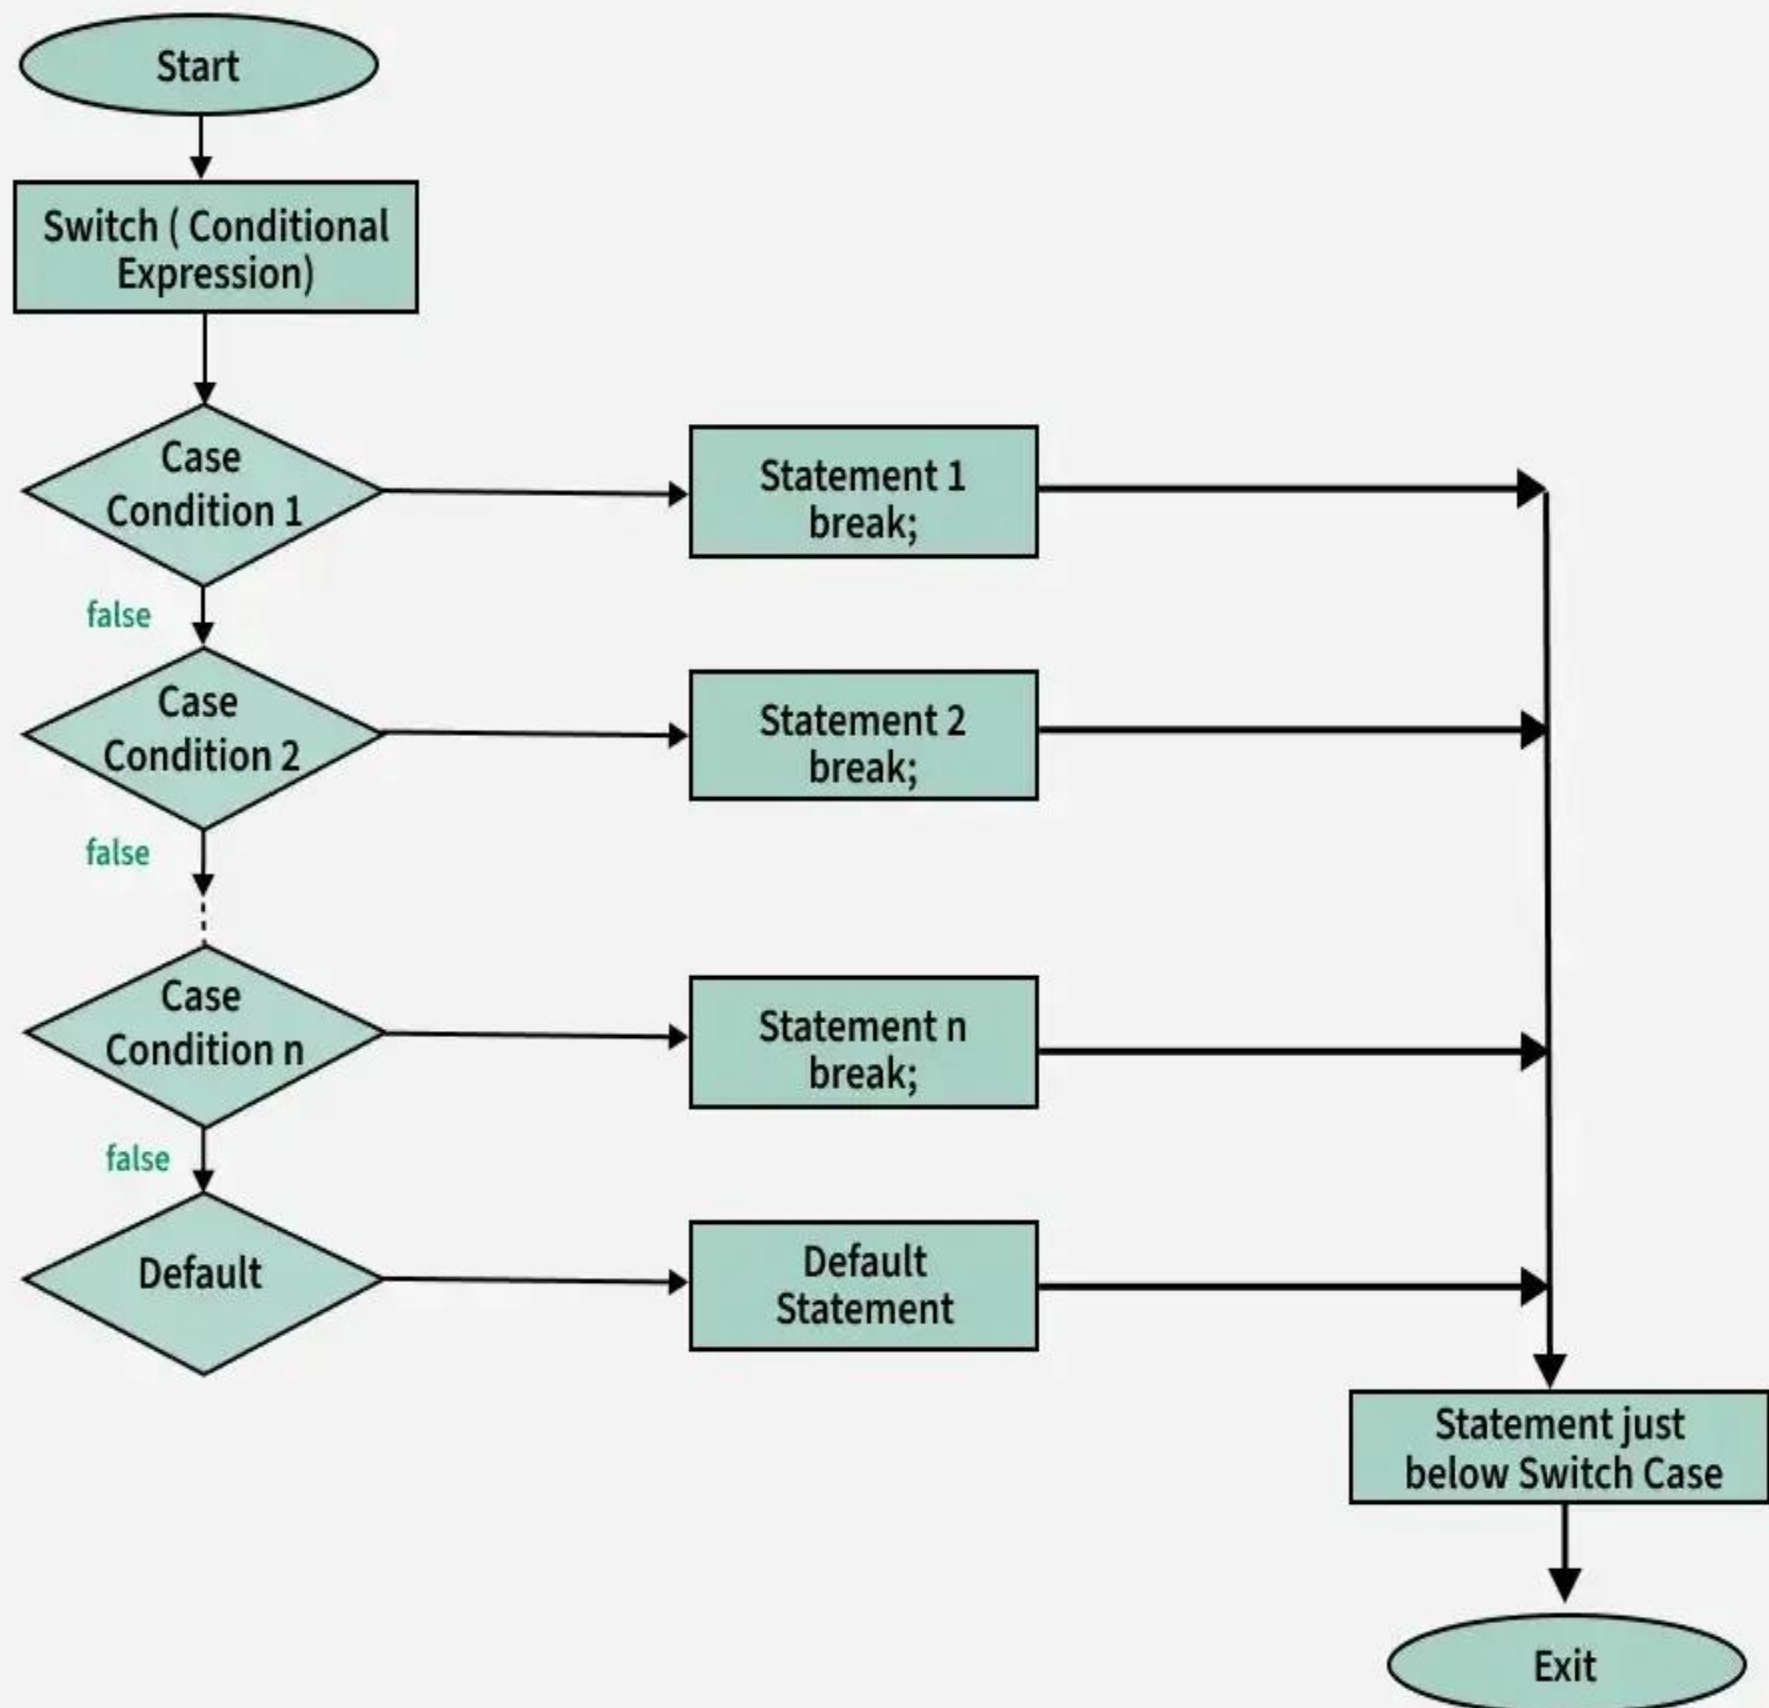 Start
Switch ( Conditional
Expression)
Case
Condition 1
Statement 1
break;
false
Case
Condition 2
Statement 2
break;
false
Case
Condition n
Statement n
break;
false
Default
Default
Statement
Statement just
below Switch Case
Exit